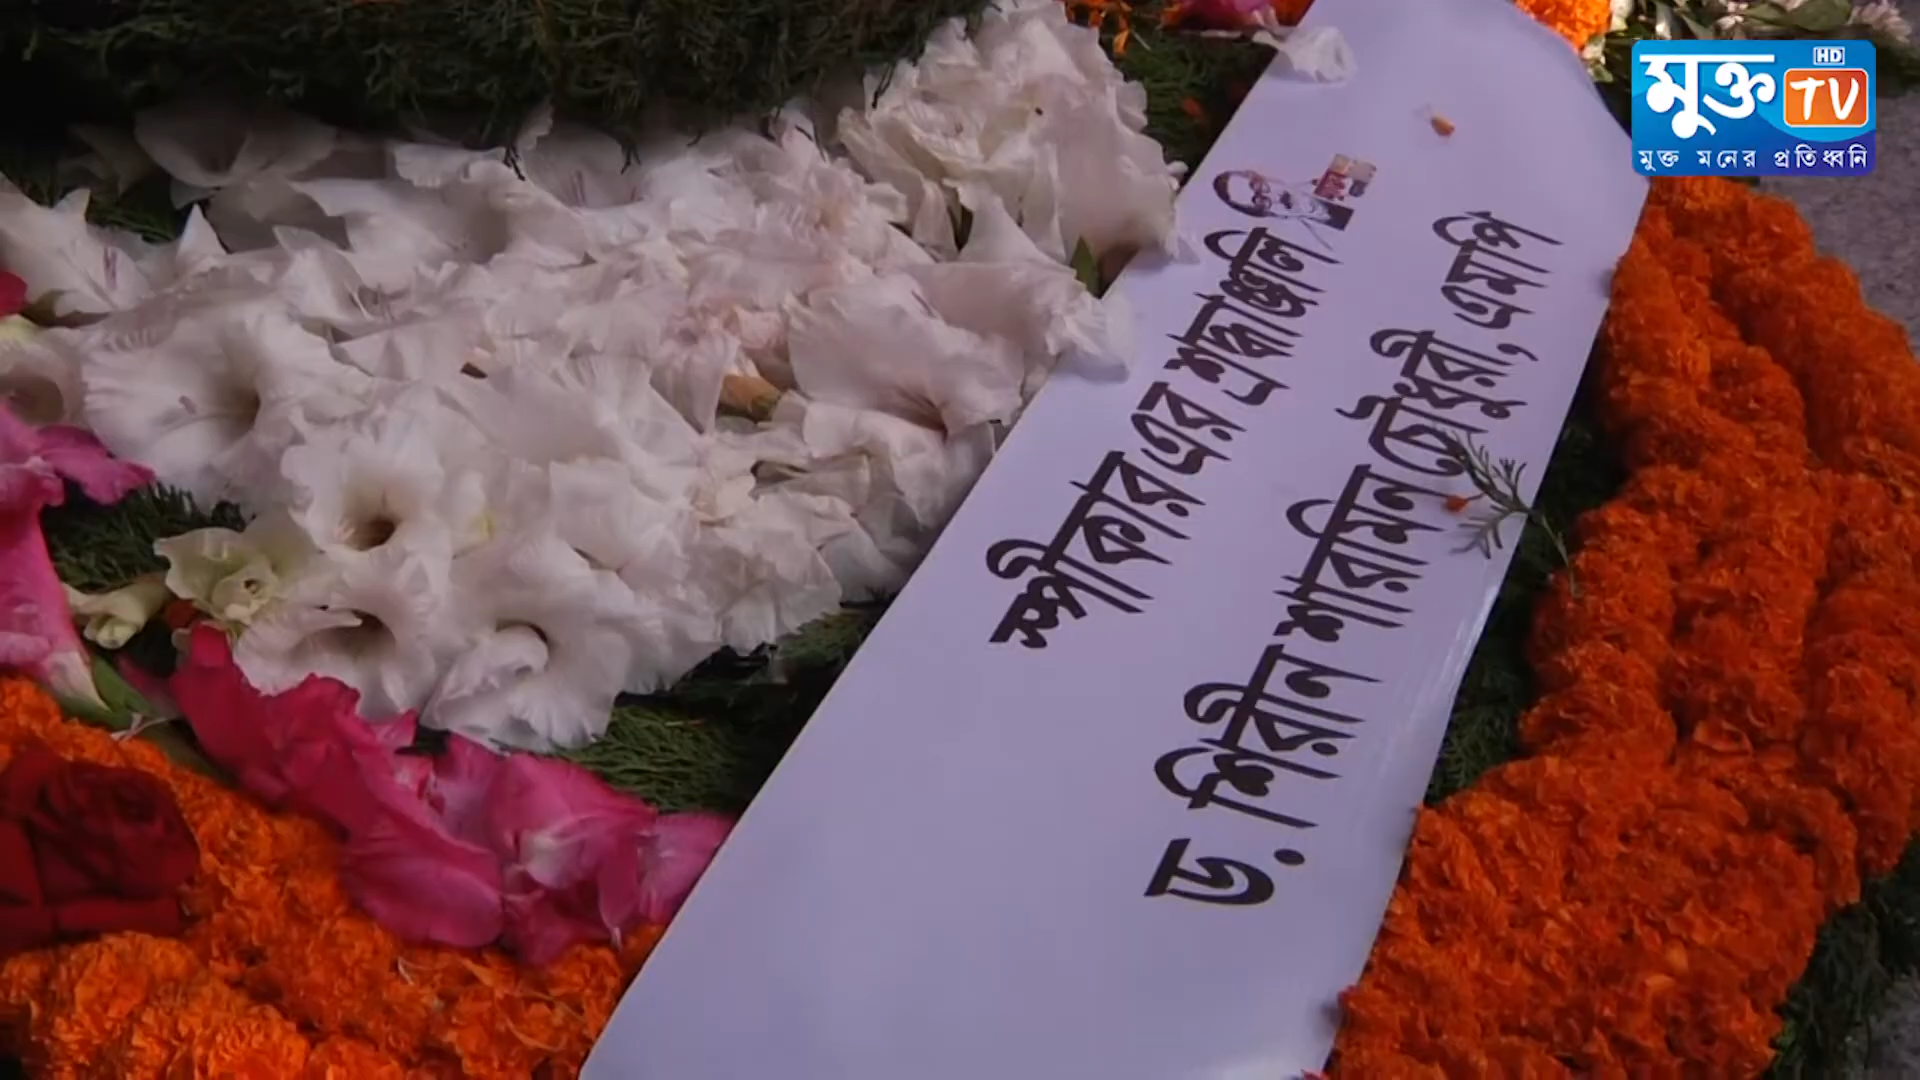 মুক্ত TV HD
মুক্ত মনের প্রতিধ্বনি
স্পীকার এর শ্রদ্ধাঞ্জলি
ড. শিরীন শারমিন চৌধুরী, এমপি